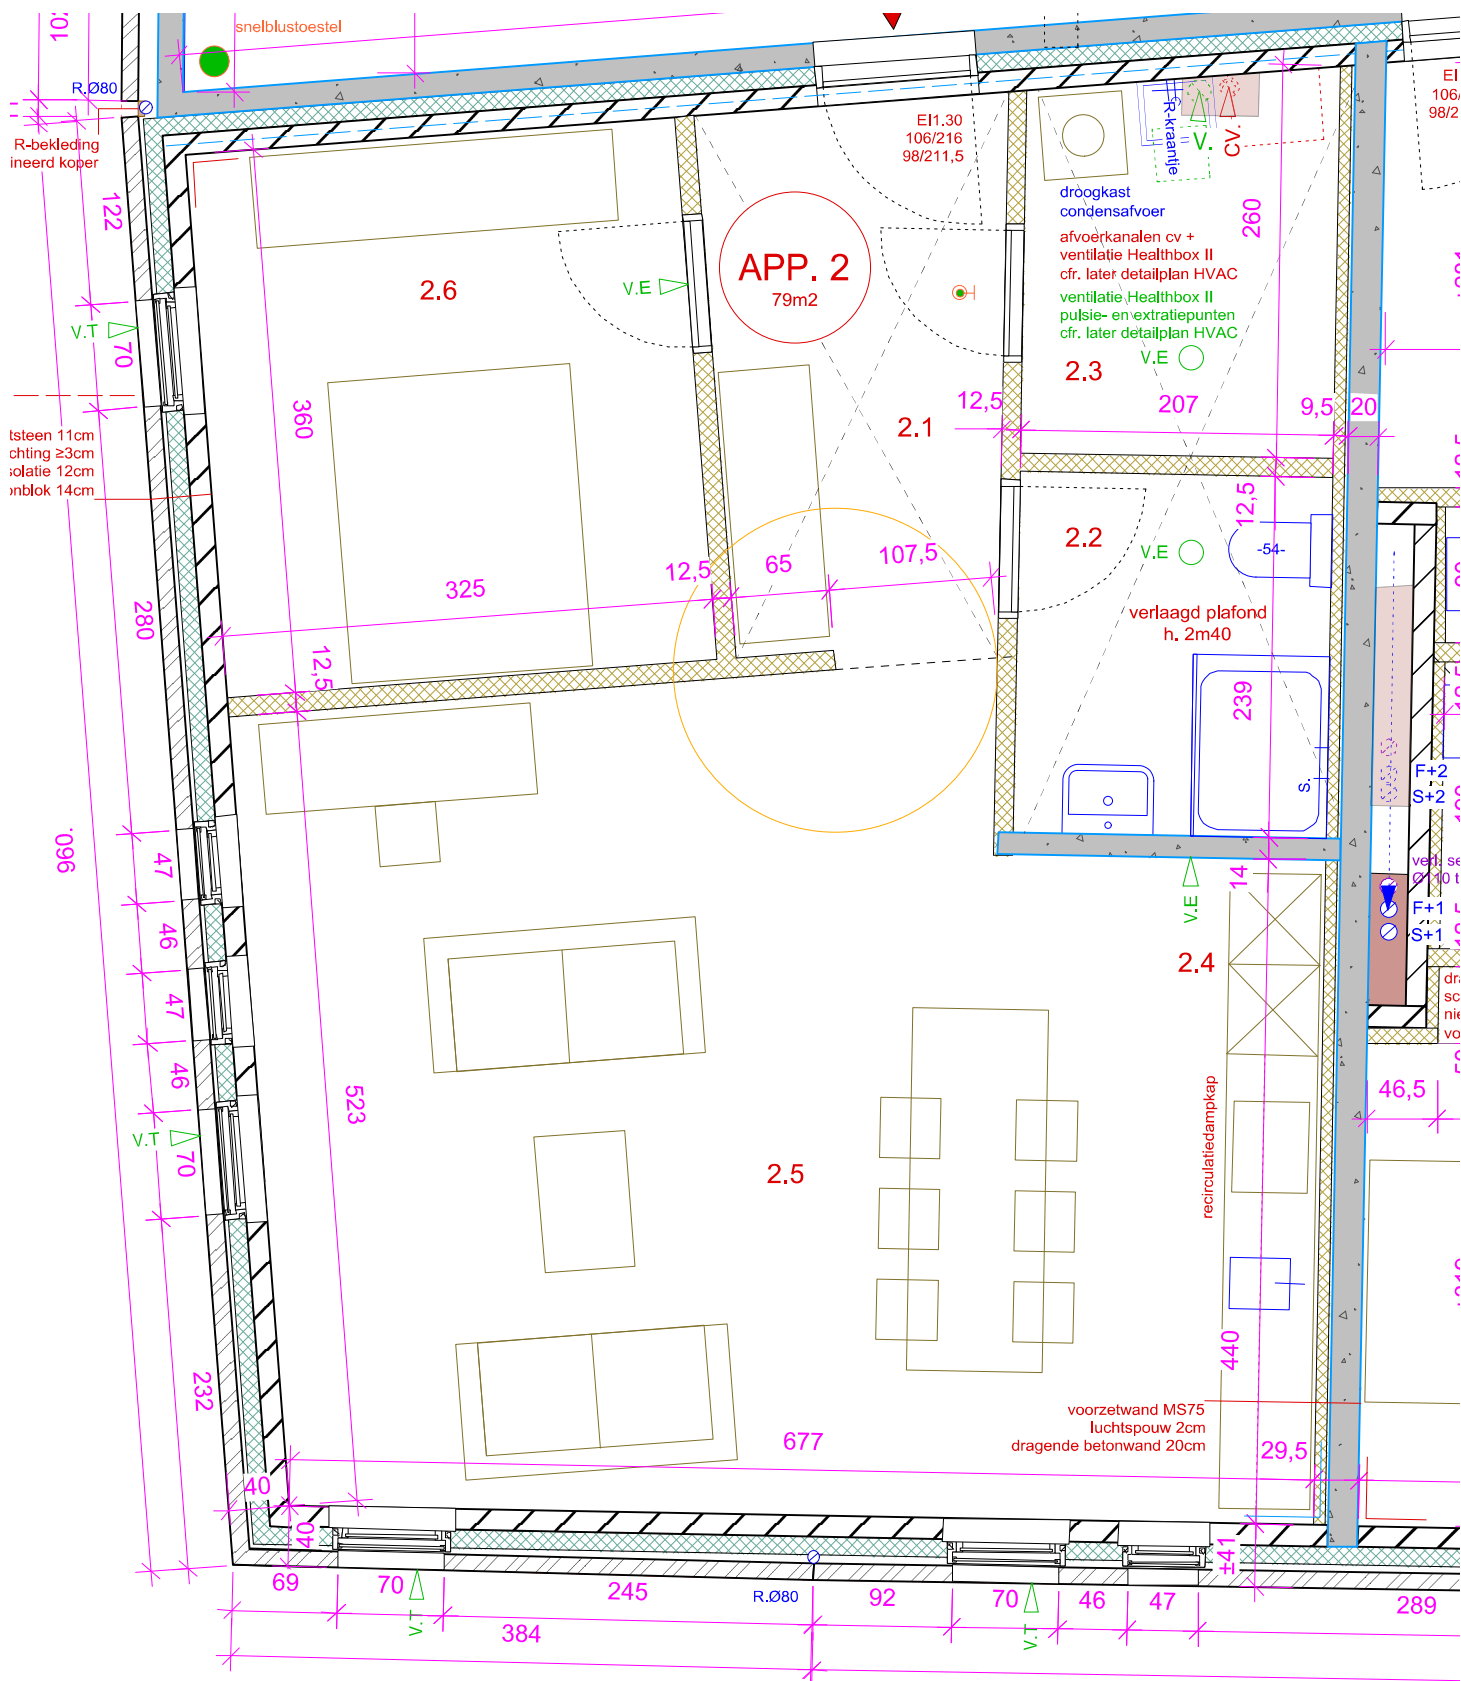 snelblustoestel
R.Ø80
R-bekleding
ineerd koper
122
V.T
70
tsteen 11cm
chting ≥3cm
solatie 12cm
onblok 14cm
280
47
46
47
46
V.T
70
232
2.6
V.E
APP. 2
79m2
EI1.30
106/216
98/211,5
R-kraantje
V.
CV.
droogkast
condensafvoer
afvoerkanalen cv +
ventilatie Healthbox II
cfr. later detailplan HVAC
ventilatie Healthbox II
pulsie- en extratiepunten
cfr. later detailplan HVAC
260
V.E
2.3
12,5
207
9,5
20
2.1
360
325
12,5
65
107,5
12,5
2.2
V.E
12,5
-54-
verlaagd plafond
h. 2m40
239
S.
F+2
S+2
F+1
S+1
14
V.E
2.4
46,5
recirculatiedampkap
523
2.5
440
voorzetwand MS75
luchtspouw 2cm
dragende betonwand 20cm
677
29,5
40
40
±41
69
70
V.T
245
R.Ø80
92
70
V.T
46
47
289
384